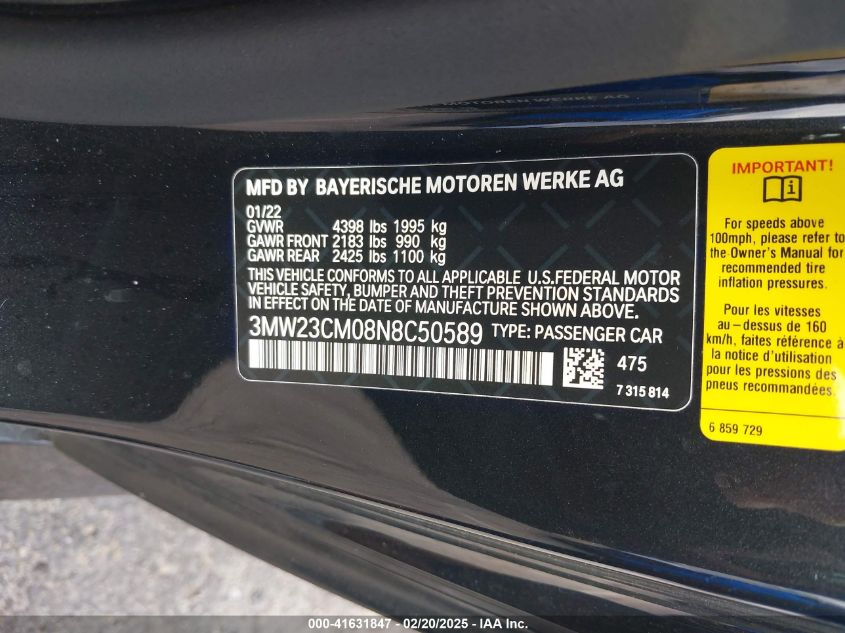 MOTOREN WERKE AG
MFD BY BAYERISCHE MOTOREN WERKE AG
01/22
GVWR 4398 lbs 1995 kg
GAWR FRONT 2183 lbs 990 kg
GAWR REAR 2425 lbs 1100 kg
THIS VEHICLE CONFORMS TO ALL APPLICABLE U.S.FEDERAL MOTOR
VEHICLE SAFETY, BUMPER AND THEFT PREVENTION STANDARDS
IN EFFECT ON THE DATE OF MANUFACTURE SHOWN ABOVE.
3MW23CM08N8C50589 TYPE: PASSENGER CAR
475
7 315 814
IMPORTANT!
For speeds above
100mph, please refer to
the Owner's Manual for
recommended tire
inflation pressures.
Pour les vitesses
au-dessus de 160
km/h, faites référence à
la notice d'utilisation
pour les pressions des
pneus recommandées.
6 859 729
000-41631847 - 02/20/2025 - IAA Inc.